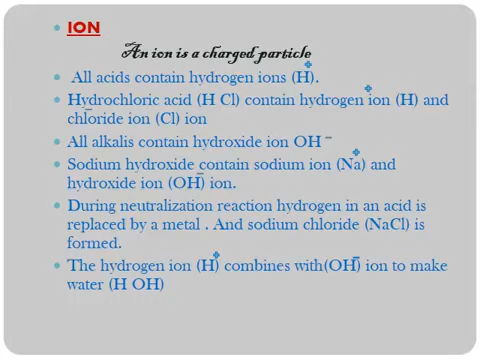 ION
An ion is a charged particle
All acids contain hydrogen ions (H⁺).
Hydrochloric acid (H Cl) contain hydrogen ion (H⁺) and
chloride ion (Cl⁻) ion
All alkalis contain hydroxide ion OH⁻
Sodium hydroxide contain sodium ion (Na⁺) and
hydroxide ion (OH⁻) ion.
During neutralization reaction hydrogen in an acid is
replaced by a metal . And sodium chloride (NaCl) is
formed.
The hydrogen ion (H⁺) combines with(OH⁻) ion to make
water (H OH)